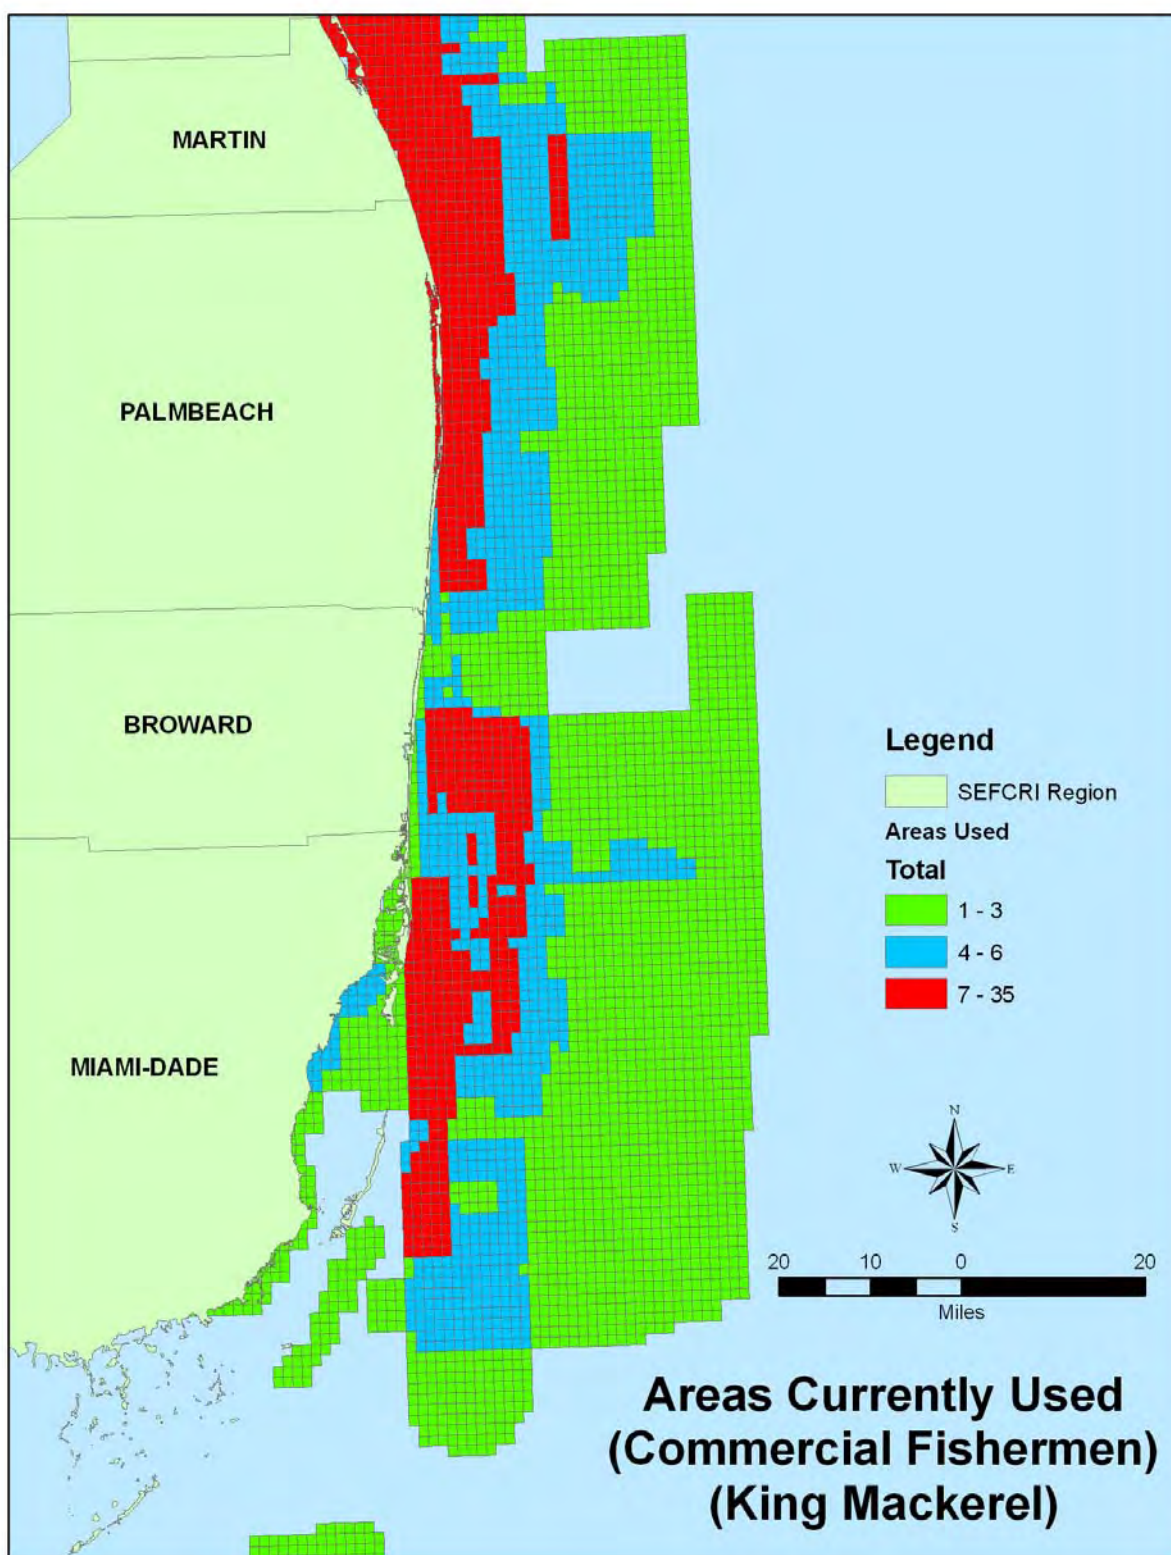 MARTIN
PALMBEACH
BROWARD
MIAMI-DADE
Legend
SEFCRI Region
Areas Used
Total
1 - 3
4 - 6
7 - 35
N
W E
S
20 10 0 20
Miles
Areas Currently Used
(Commercial Fishermen)
(King Mackerel)